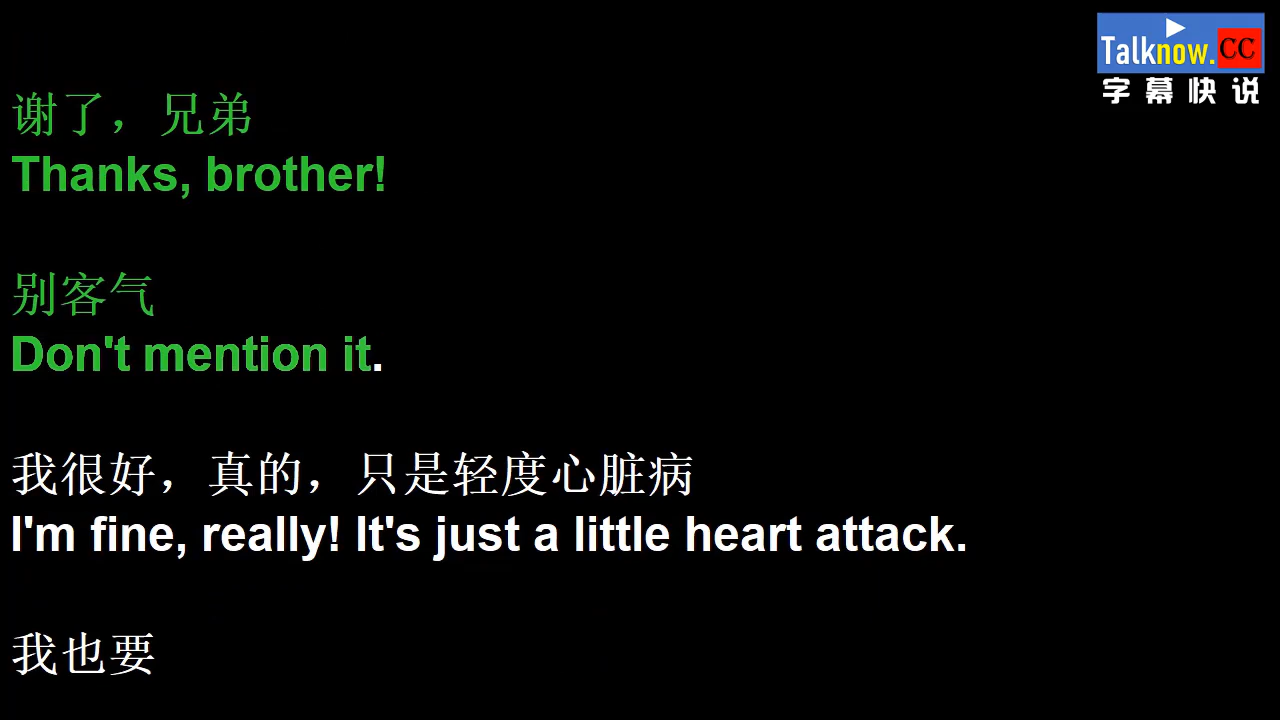 Talknow.CC
字幕快说
谢了，兄弟
Thanks, brother!
别客气
Don't mention it.
我很好，真的，只是轻度心脏病
I'm fine, really! It's just a little heart attack.
我也要